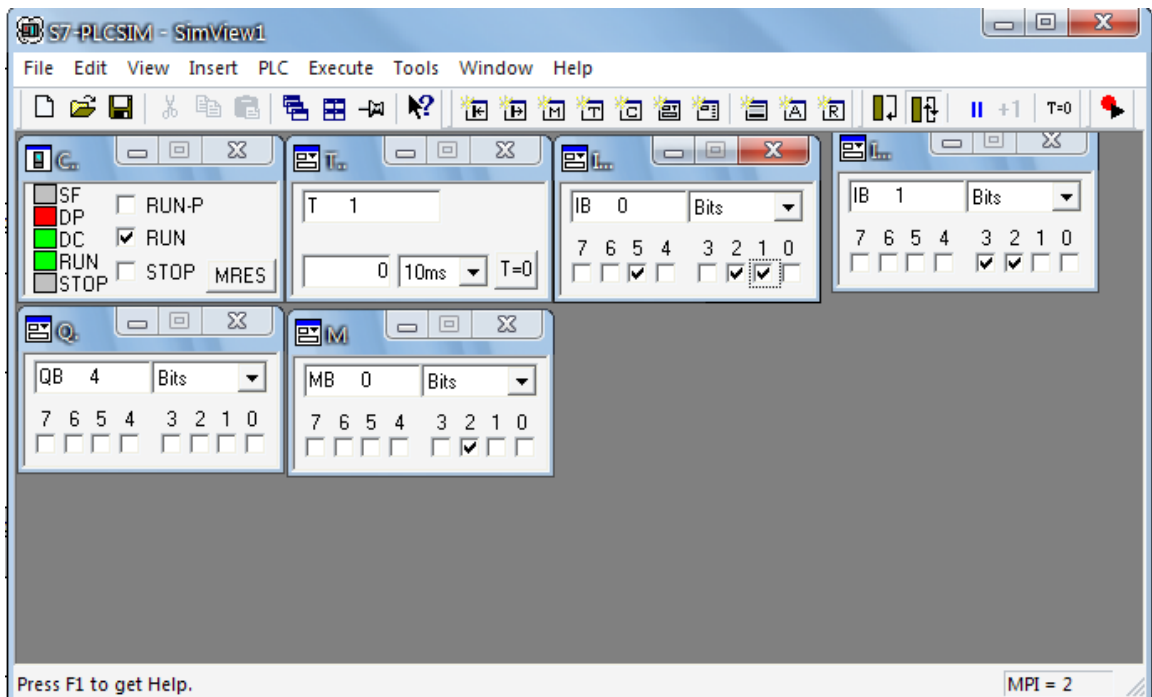 S7-PLCSIM - SimView1
File Edit View Insert PLC Execute Tools Window Help
+1 T=0
C..
SF
DP
DC
RUN
STOP
RUN-P
RUN
STOP MRES
T...
T 1
0 10ms T=0
I...
IB 0 Bits
7 6 5 4 3 2 1 0
I...
IB 1 Bits
7 6 5 4 3 2 1 0
Q.
QB 4 Bits
7 6 5 4 3 2 1 0
M
MB 0 Bits
7 6 5 4 3 2 1 0
Press F1 to get Help. MPI = 2